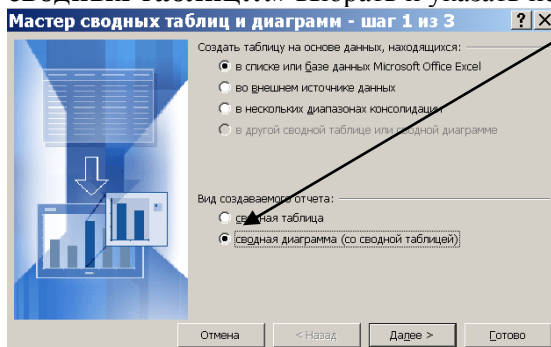 Мастер сводных таблиц и диаграмм - шаг 1 из 3
Создать таблицу на основе данных, находящихся:
в списке или базе данных Microsoft Office Excel
во внешнем источнике данных
в нескольких диапазонах консолидации
в другой сводной таблице или сводной диаграмме
Вид создаваемого отчета:
сводная таблица
сводная диаграмма (со сводной таблицей)
Отмена < Назад Далее > Готово